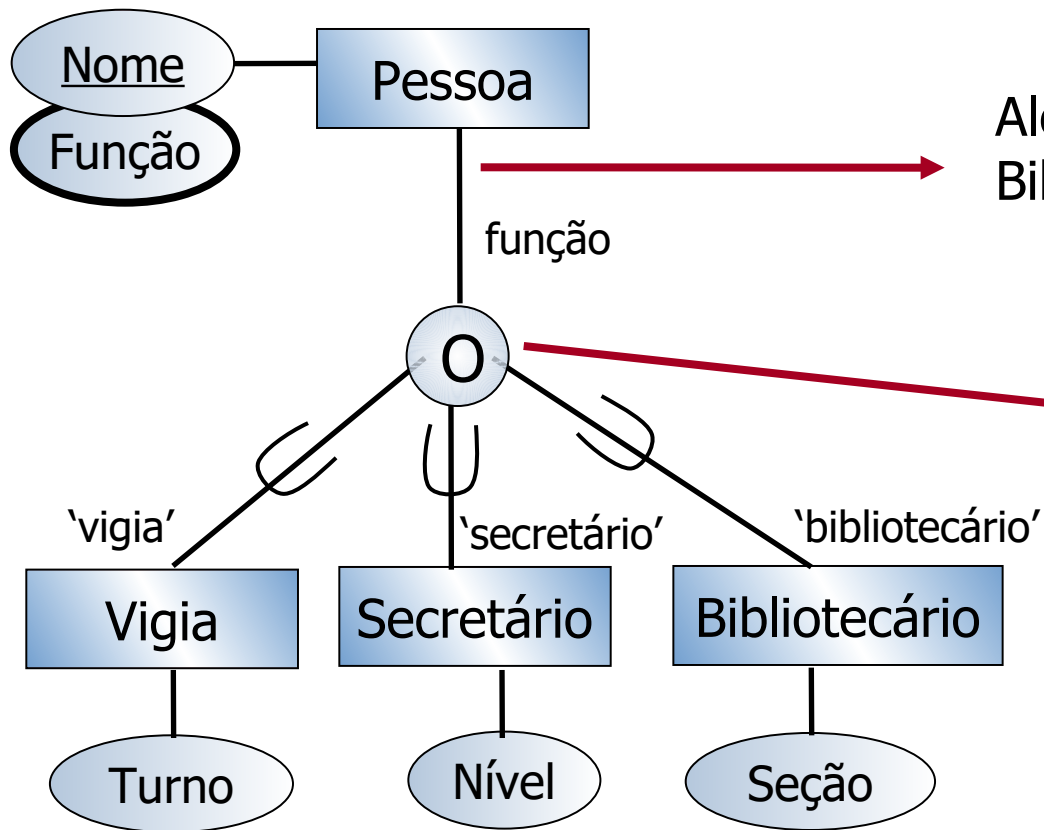 Nome
Pessoa
Função
função
O
‘vigia’
‘secretário’
‘bibliotecário’
Vigia
Secretário
Bibliotecário
Turno
Nível
Seção